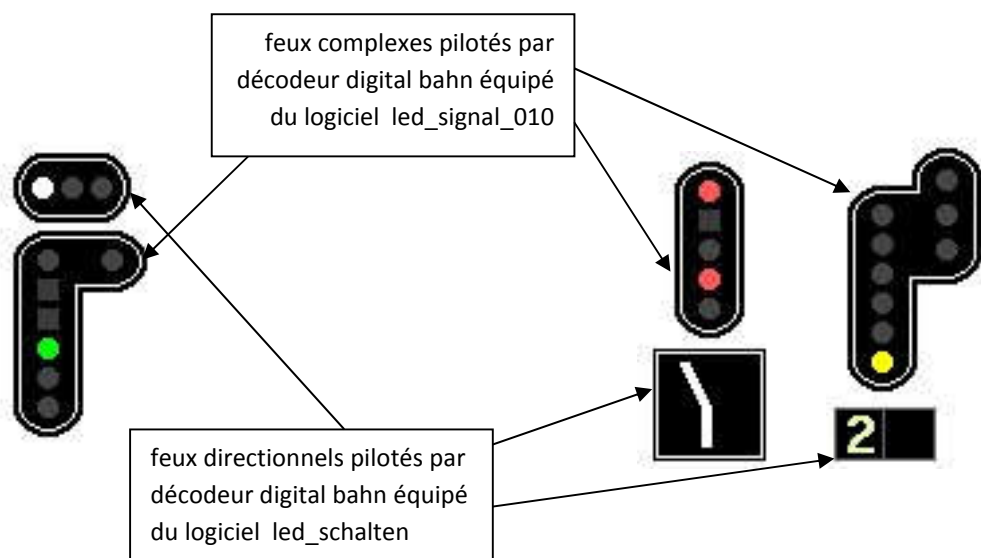 feux complexes pilotés par
décodeur digital bahn équipé
du logiciel led_signal_010
2
feux directionnels pilotés par
décodeur digital bahn équipé
du logiciel led_schalten